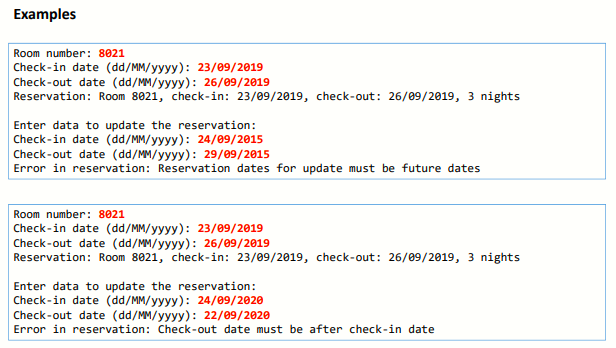 Examples
Room number: 8021
Check-in date (dd/MM/yyyy): 23/09/2019
Check-out date (dd/MM/yyyy): 26/09/2019
Reservation: Room 8021, check-in: 23/09/2019, check-out: 26/09/2019, 3 nights
Enter data to update the reservation:
Check-in date (dd/MM/yyyy): 24/09/2015
Check-out date (dd/MM/yyyy): 29/09/2015
Error in reservation: Reservation dates for update must be future dates
Room number: 8021
Check-in date (dd/MM/yyyy): 23/09/2019
Check-out date (dd/MM/yyyy): 26/09/2019
Reservation: Room 8021, check-in: 23/09/2019, check-out: 26/09/2019, 3 nights
Enter data to update the reservation:
Check-in date (dd/MM/yyyy): 24/09/2020
Check-out date (dd/MM/yyyy): 22/09/2020
Error in reservation: Check-out date must be after check-in date